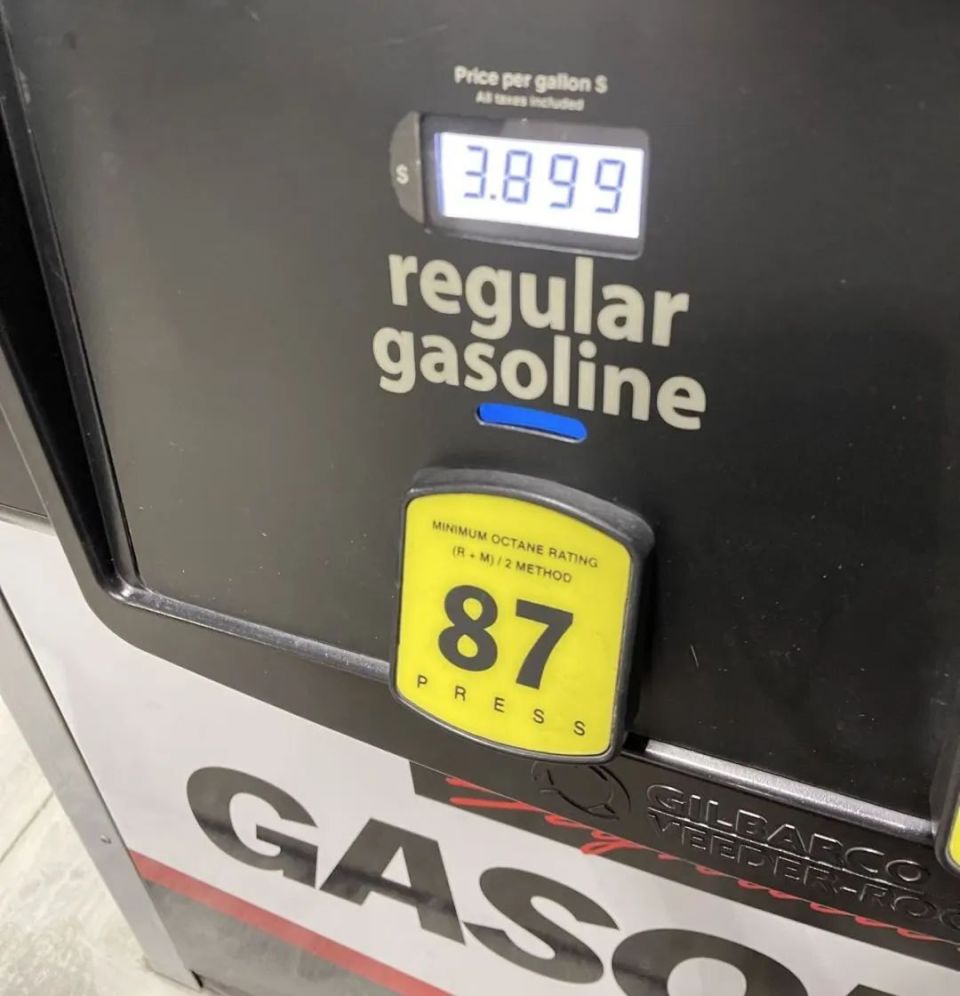 Price per gallon $
All taxes included
$
3.899
regular
gasoline
MINIMUM OCTANE RATING
(R + M) / 2 METHOD
87
PRESS
GILBARCO
VEEDER-ROO
GASO